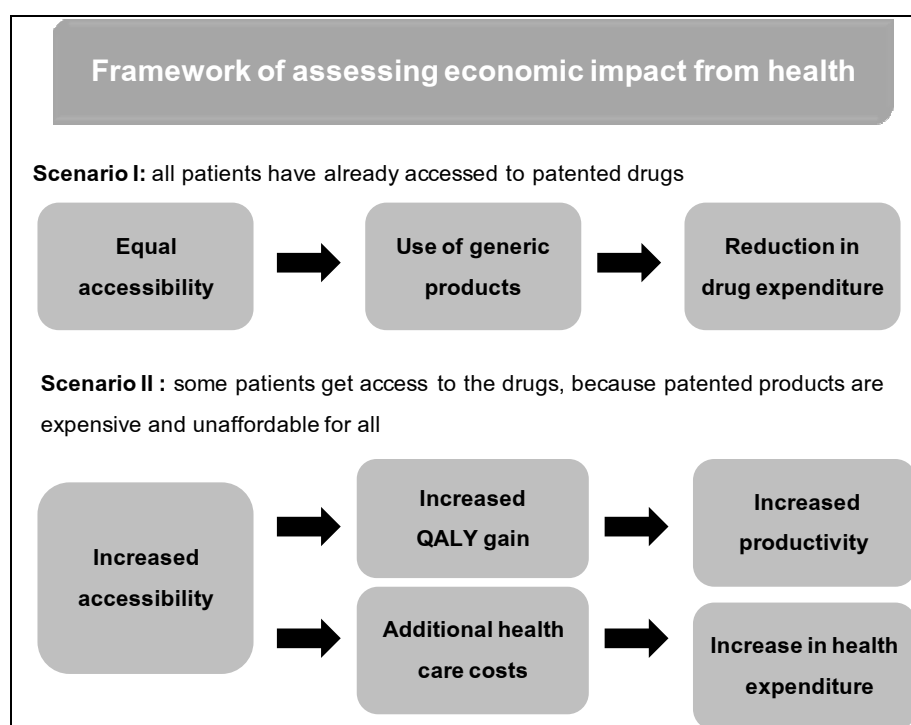 Framework of assessing economic impact from health
Scenario I: all patients have already accessed to patented drugs
Equal
accessibility
Use of generic
products
Reduction in
drug expenditure
Scenario II : some patients get access to the drugs, because patented products are
expensive and unaffordable for all
Increased
accessibility
Increased
QALY gain
Increased
productivity
Additional health
care costs
Increase in health
expenditure